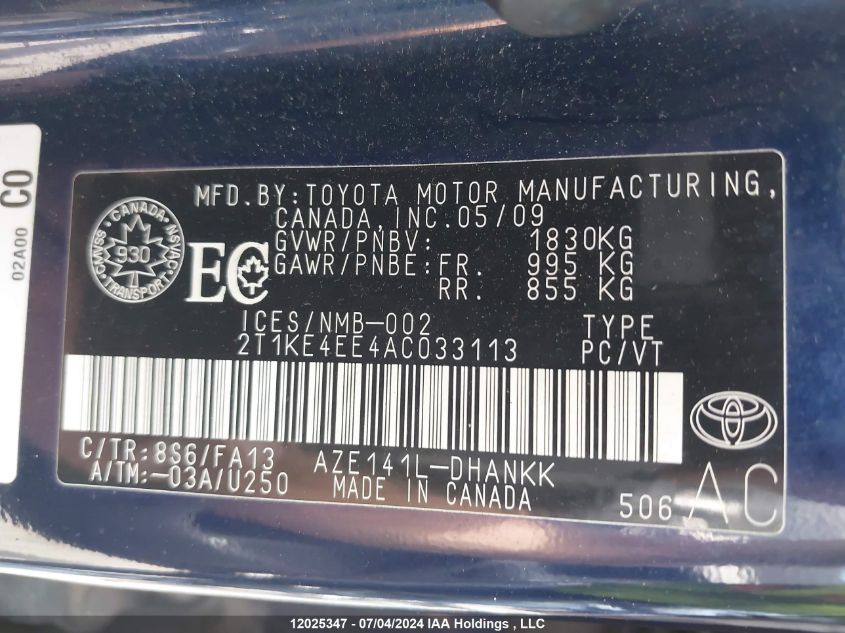 CO
02A00
MFD.BY:TOYOTA MOTOR MANUFACTURING,
CANADA, INC.05/09
GVWR/PNBV: 1830KG
GAWR/PNBE:FR. 995 KG
RR. 855 KG
CANADA
CMVSS NSVAC
930
TRANSPORT
EC
ICES/NMB-002 TYPE
2T1KE4EE4AC033113 PC/VT
C/TR:8S6/FA13 AZE141L-DHANKK
A/TM:-03A/U250 MADE IN CANADA
506 AC
12025347 - 07/04/2024 IAA Holdings , LLC